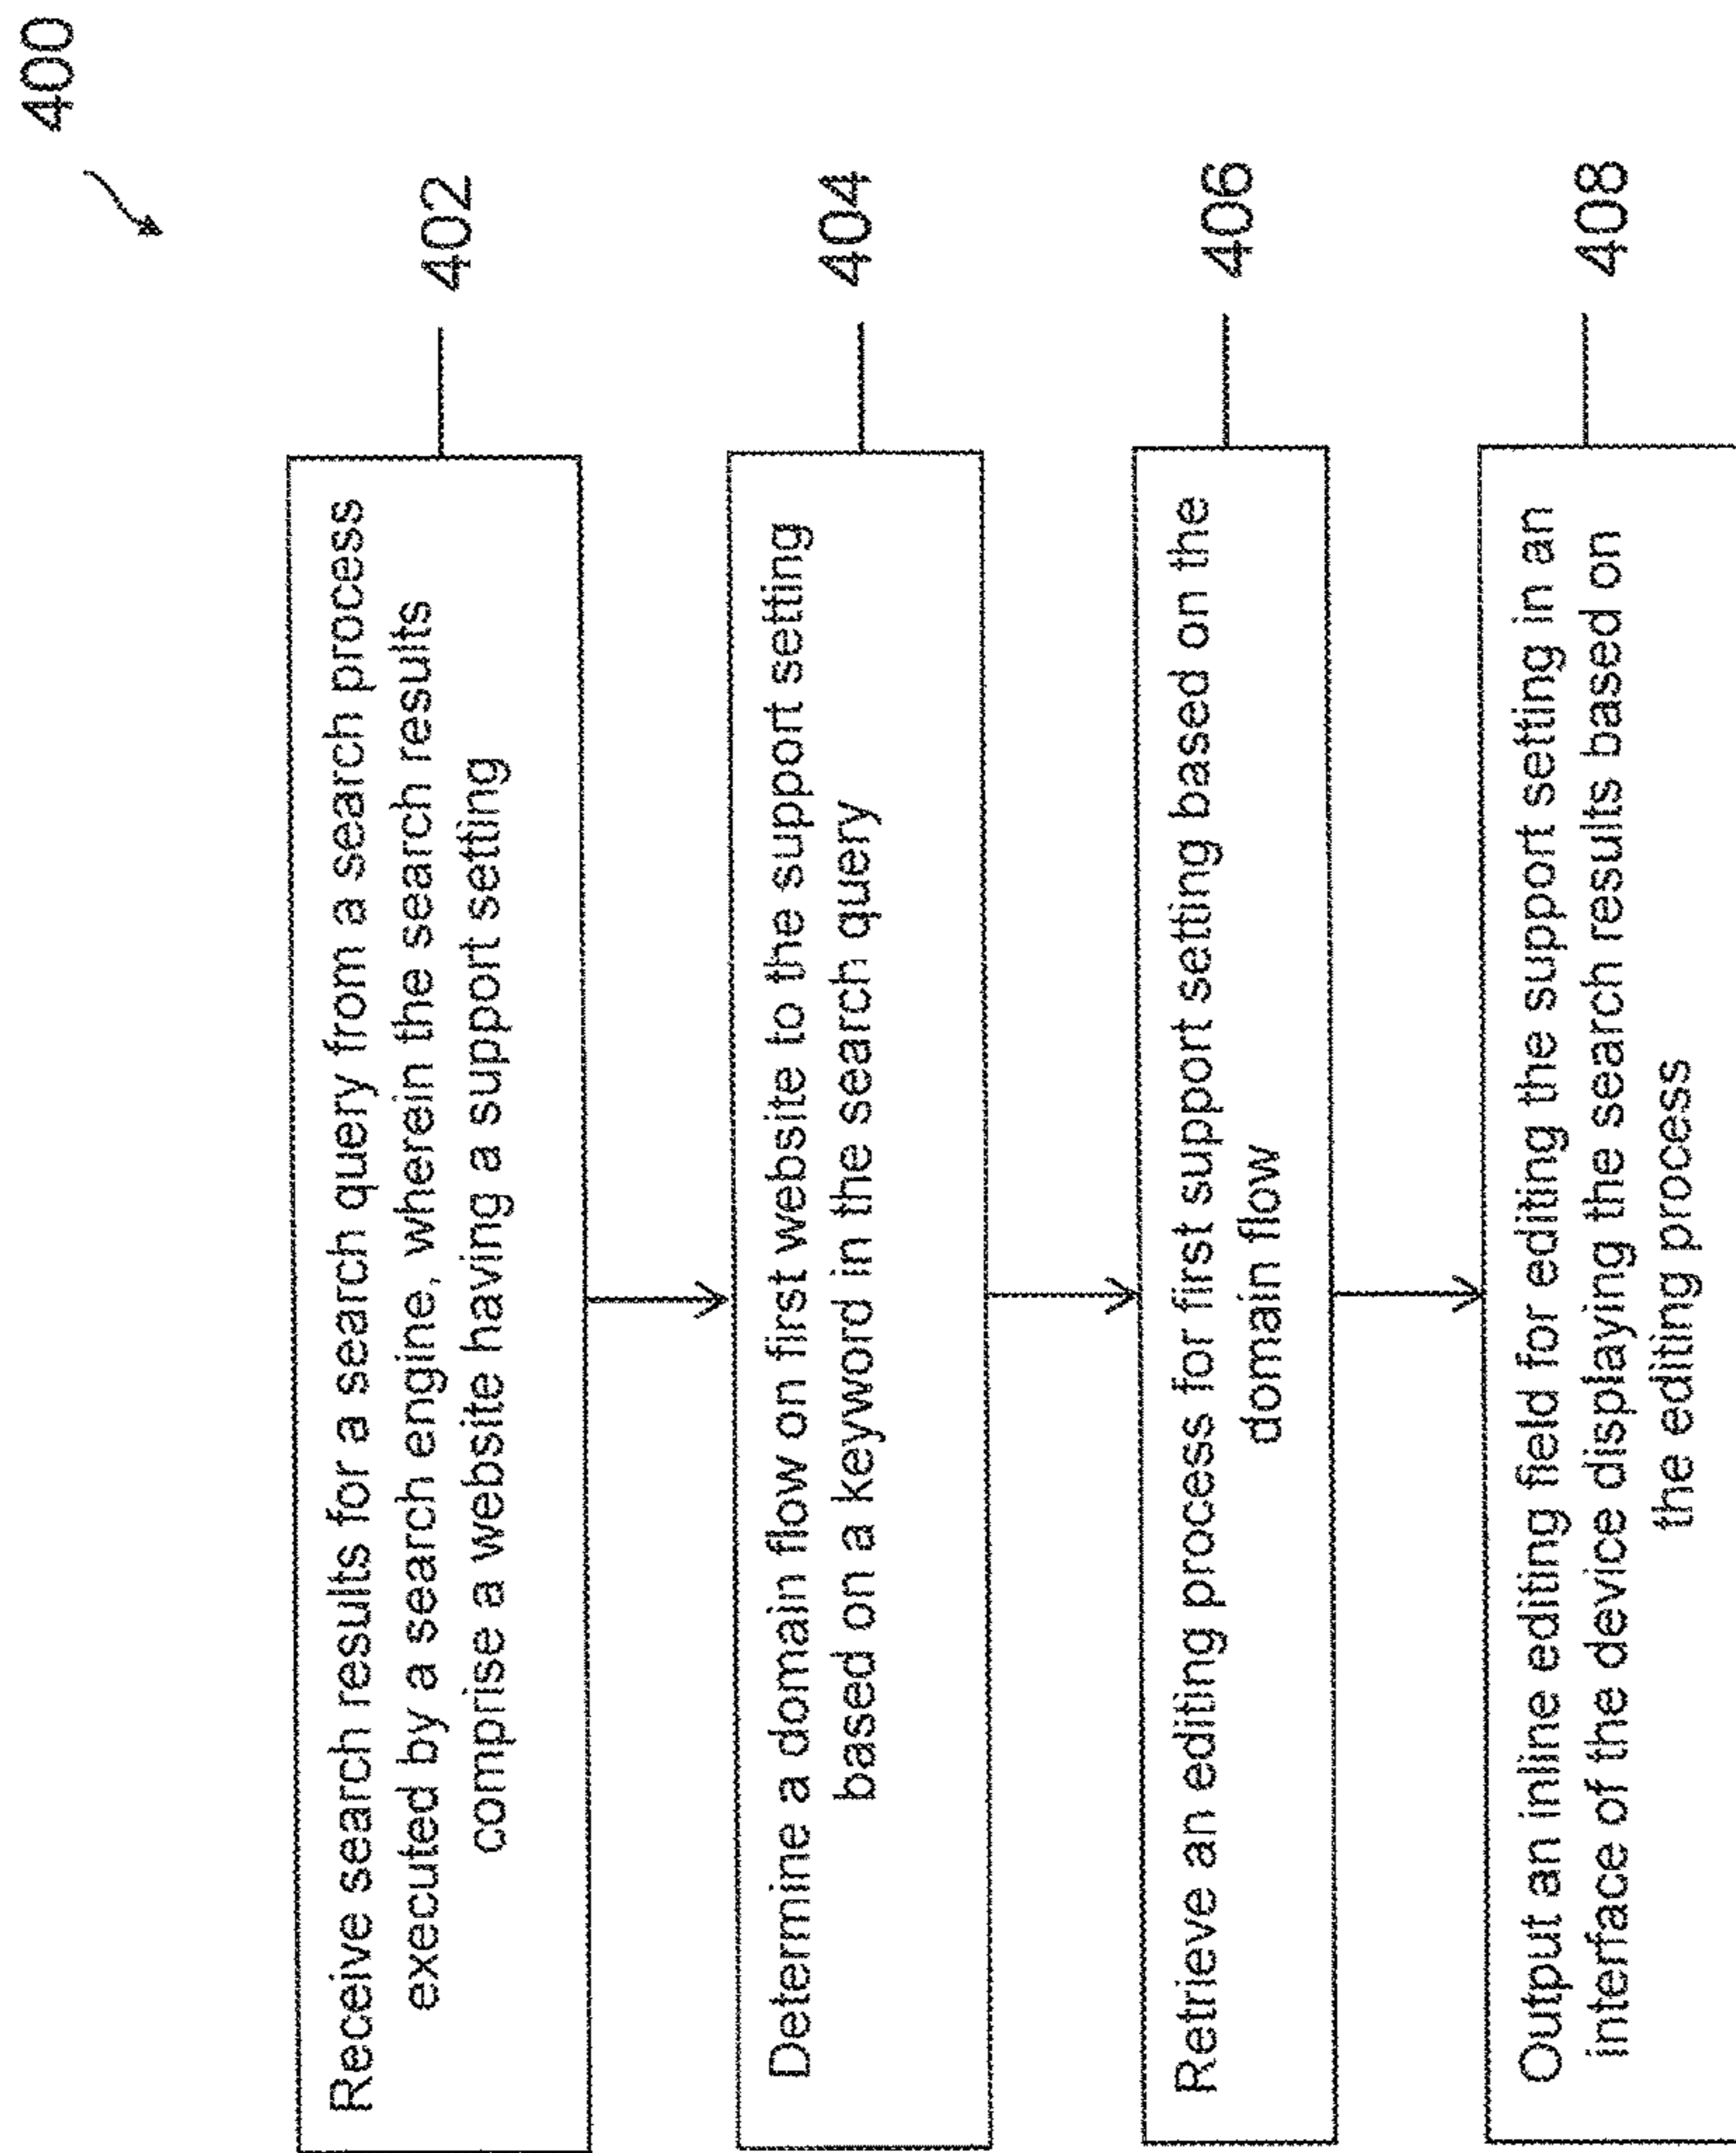 400
Receive search results for a search query from a search process
executed by a search engine, wherein the search results
comprise a website having a support setting
402
Determine a domain flow on first website to the support setting
based on a keyword in the search query
404
Retrieve an editing process for first support setting based on the
domain flow
406
Output an inline editing field for editing the support setting in an
interface of the device displaying the search results based on
the editing process
408